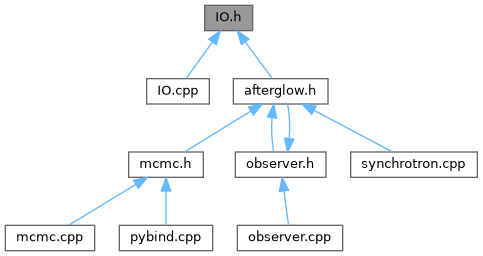 IO.h
IO.cpp
afterglow.h
mcmc.h
observer.h
synchrotron.cpp
mcmc.cpp
pybind.cpp
observer.cpp